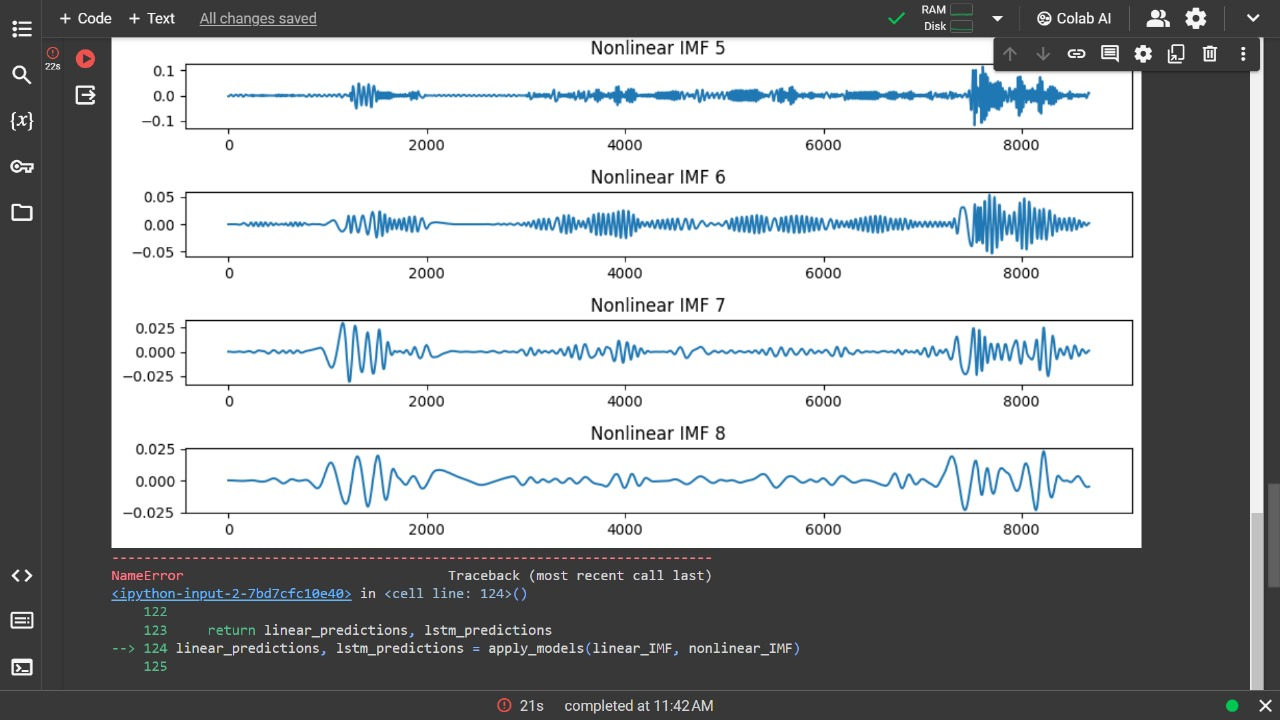 + Code + Text All changes saved
RAM
Disk
Colab AI
22s
Nonlinear IMF 5
0.1
0.0
−0.1
0 2000 4000 6000 8000
Nonlinear IMF 6
0.05
0.00
−0.05
0 2000 4000 6000 8000
Nonlinear IMF 7
0.025
0.000
−0.025
0 2000 4000 6000 8000
Nonlinear IMF 8
0.025
0.000
−0.025
0 2000 4000 6000 8000
{x}
---------------------------------------------------------------------------
NameError Traceback (most recent call last)
<ipython-input-2-7bd7cfc10e40> in <cell line: 124>()
122
123 return linear_predictions, lstm_predictions
--> 124 linear_predictions, lstm_predictions = apply_models(linear_IMF, nonlinear_IMF)
125
21s completed at 11:42 AM